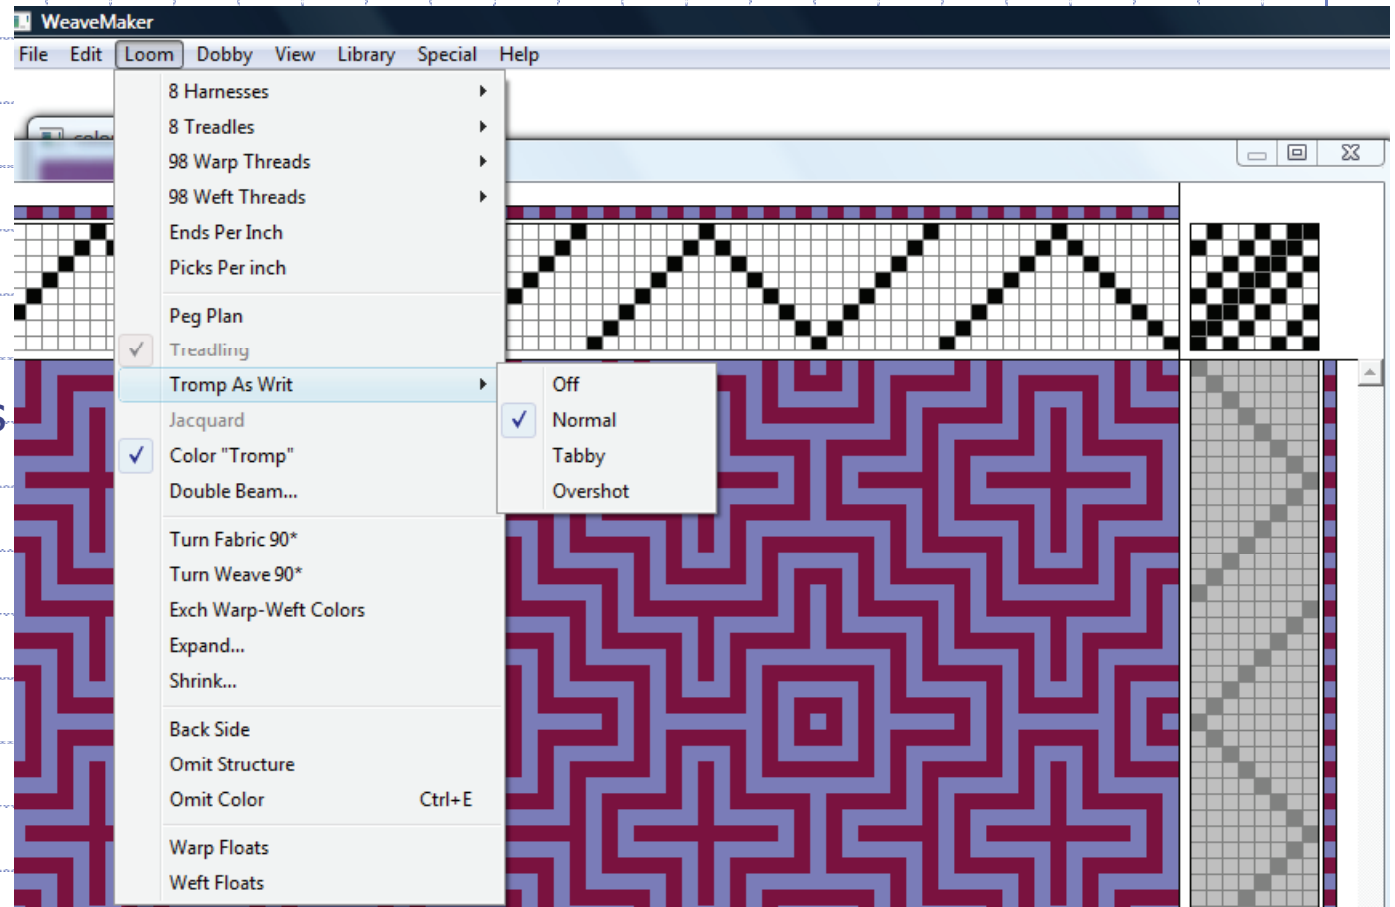 WeaveMaker
File Edit Loom Dobby View Library Special Help
8 Harnesses
8 Treadles
98 Warp Threads
98 Weft Threads
Ends Per Inch
Picks Per inch
Peg Plan
Treadling
Tromp As Writ
Jacquard
Color "Tromp"
Double Beam...
Turn Fabric 90*
Turn Weave 90*
Exch Warp-Weft Colors
Expand...
Shrink...
Back Side
Omit Structure
Omit Color Ctrl+E
Warp Floats
Weft Floats
Off
Normal
Tabby
Overshot